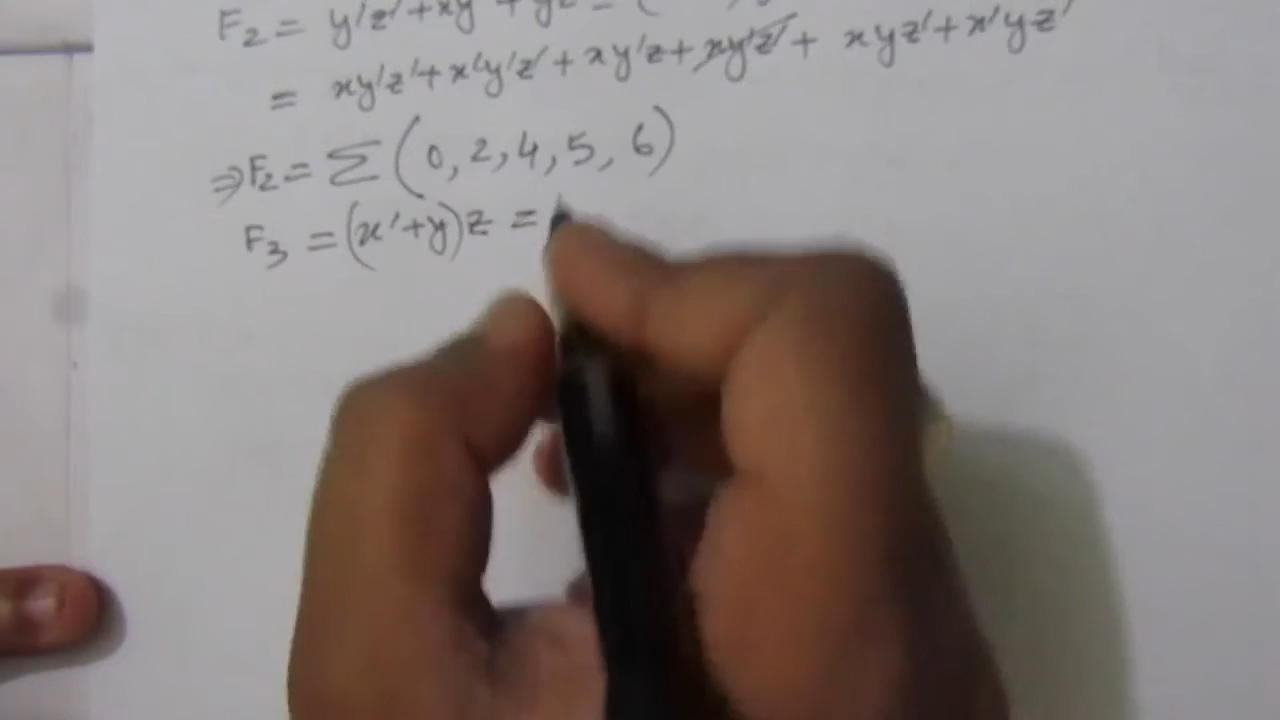 F2 = y'z' + xy' + yz' = (
= xy'z' + x'y'z' + xy'z + xy'z' + xyz' + x'yz'
⇒ F2 = Σ (0, 2, 4, 5, 6)
F3 = (x' + y)z =